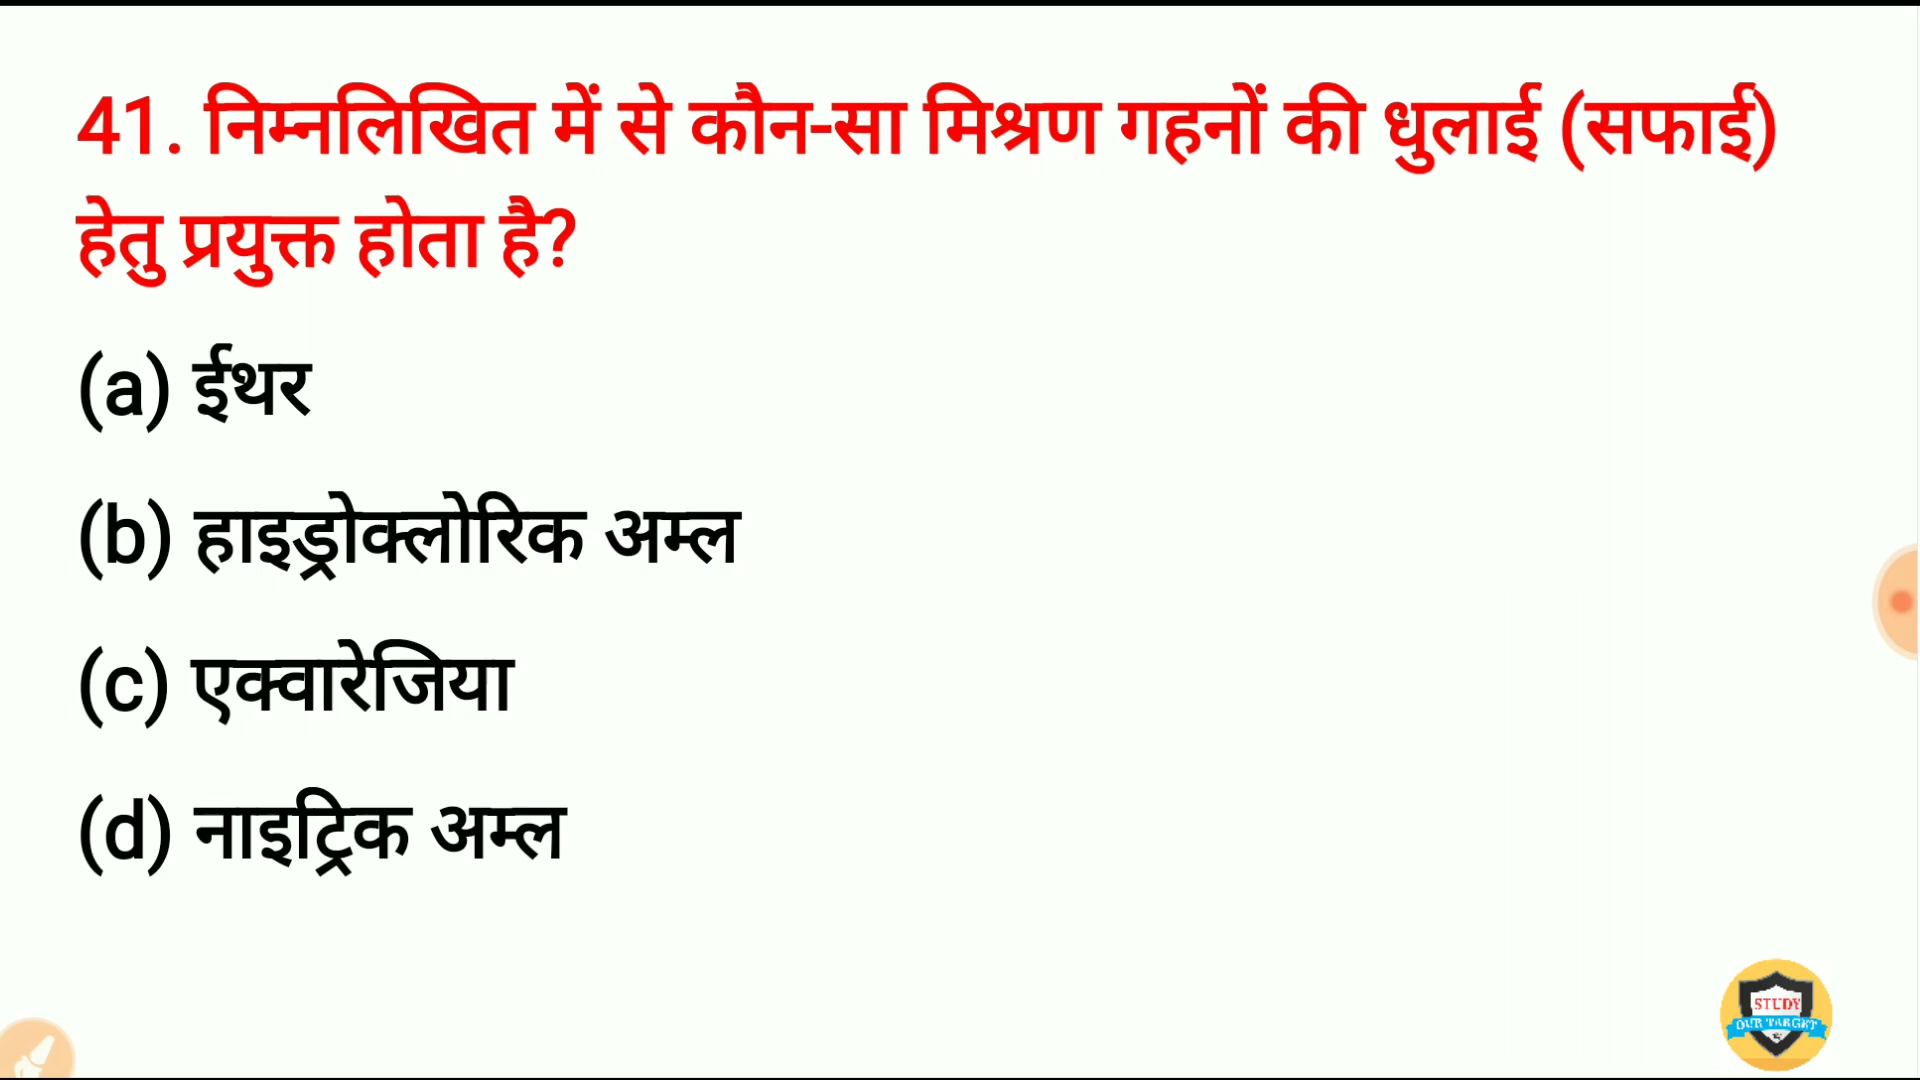 41. निम्नलिखित में से कौन-सा मिश्रण गहनों की धुलाई (सफाई)
हेतु प्रयुक्त होता है?
(a) ईथर
(b) हाइड्रोक्लोरिक अम्ल
(c) एक्वारेजिया
(d) नाइट्रिक अम्ल
STUDY
OUR TARGET